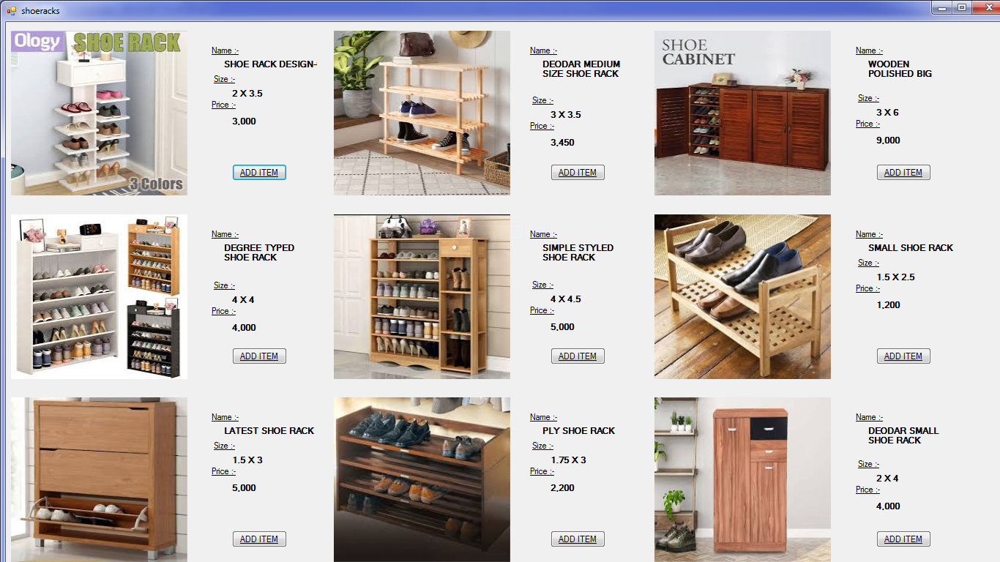 shoeracks
Ology SHOE RACK
3 Colors
Name :-
SHOE RACK DESIGN-
Size :-
2 X 3.5
Price :-
3,000
ADD ITEM
Name :-
DEODAR MEDIUM
SIZE SHOE RACK
Size :-
3 X 3.5
Price :-
3,450
ADD ITEM
SHOE
CABINET
Name :-
WOODEN
POLISHED BIG
Size :-
3 X 6
Price :-
9,000
ADD ITEM
Name :-
DEGREE TYPED
SHOE RACK
Size :-
4 X 4
Price :-
4,000
ADD ITEM
Name :-
SIMPLE STYLED
SHOE RACK
Size :-
4 X 4.5
Price :-
5,000
ADD ITEM
Name :-
SMALL SHOE RACK
Size :-
1.5 X 2.5
Price :-
1,200
ADD ITEM
Name :-
LATEST SHOE RACK
Size :-
1.5 X 3
Price :-
5,000
ADD ITEM
Name :-
PLY SHOE RACK
Size :-
1.75 X 3
Price :-
2,200
ADD ITEM
Name :-
DEODAR SMALL
SHOE RACK
Size :-
2 X 4
Price :-
4,000
ADD ITEM